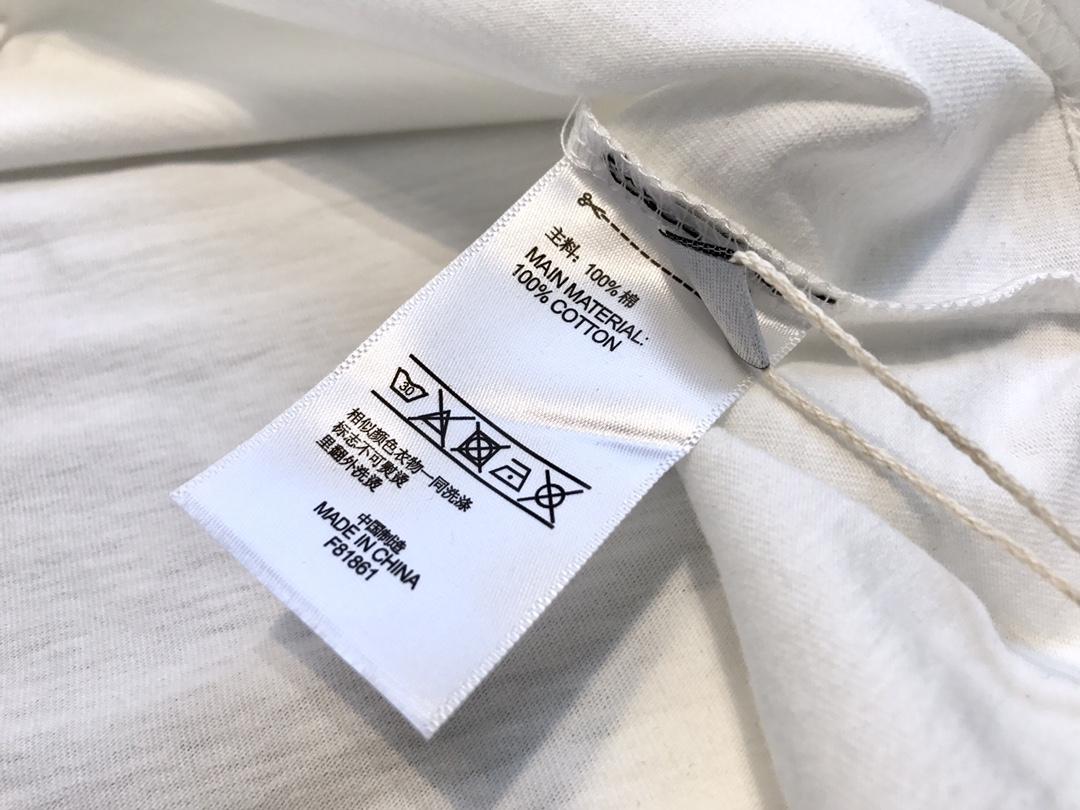 主料：100% 棉
MAIN MATERIAL:
100% COTTON
30
相似颜色衣物一同洗涤
标志不可熨烫
里翻外洗烫
中国制造
MADE IN CHINA
F81861